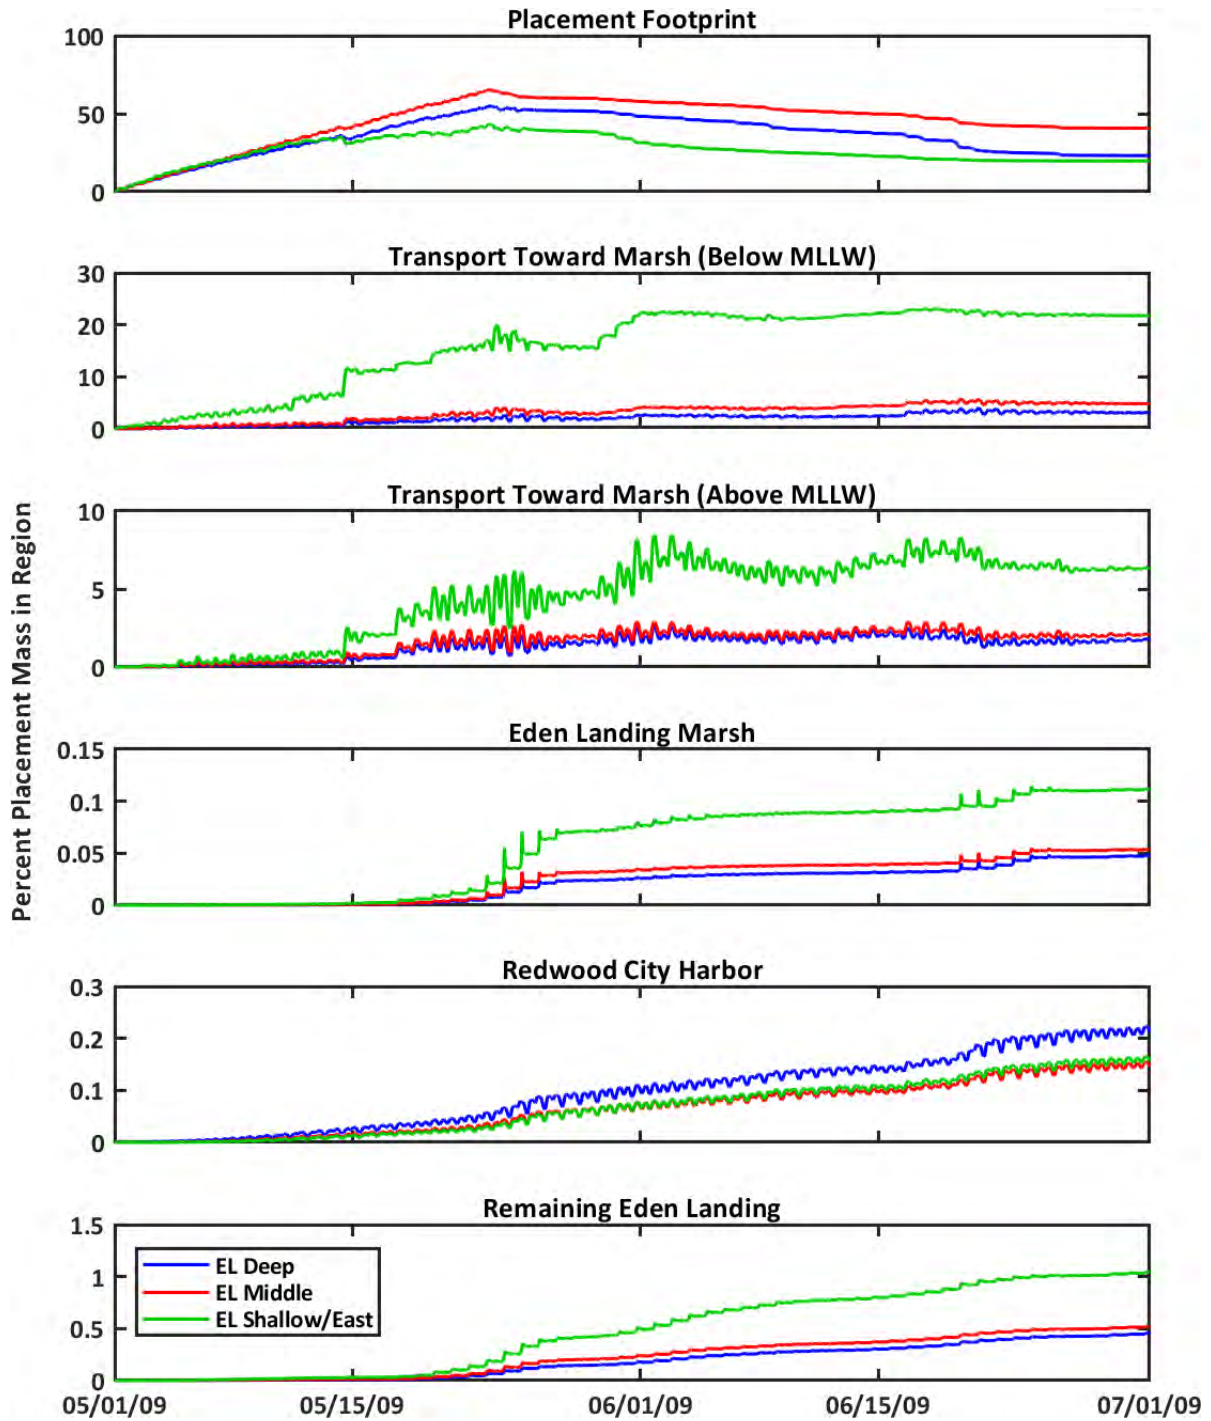 Placement Footprint
100
50
0
Transport Toward Marsh (Below MLLW)
30
20
10
0
Transport Toward Marsh (Above MLLW)
10
5
0
Percent Placement Mass in Region
Eden Landing Marsh
0.15
0.1
0.05
0
Redwood City Harbor
0.3
0.2
0.1
0
Remaining Eden Landing
1.5
1
0.5
0
EL Deep
EL Middle
EL Shallow/East
05/01/09 05/15/09 06/01/09 06/15/09 07/01/09